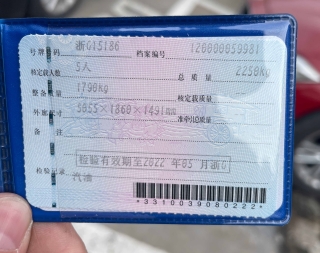 号牌号码 浙G15186 档案编号 120000059981
核定载人数 5人 总质量 2250Kg
整备质量 1790kg 核定载质量
外廓尺寸 5055×1860×1491mm 准牵引总质量
备注
检验有效期至2022年05月浙G
检验记录 汽油
*3310039080222*